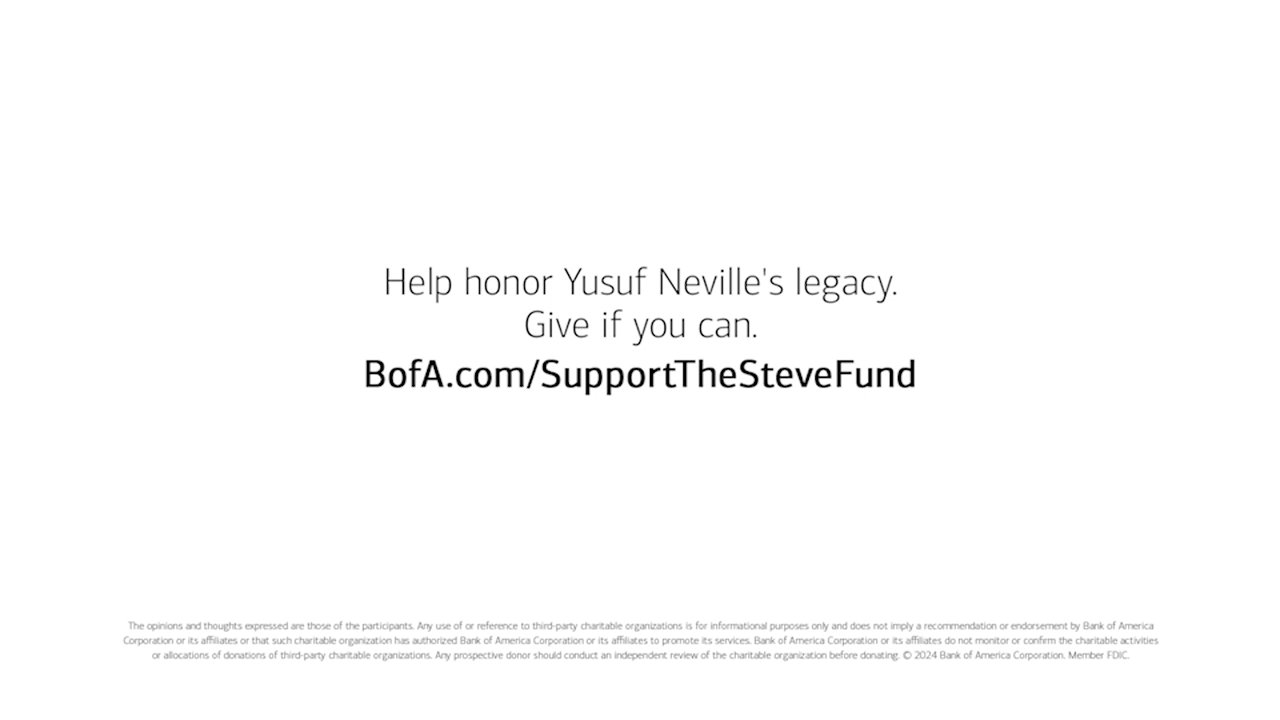 Help honor Yusuf Neville's legacy.
Give if you can.
BofA.com/SupportTheSteveFund
The opinions and thoughts expressed are those of the participants. Any use of or reference to third-party charitable organizations is for informational purposes only and does not imply a recommendation or endorsement by Bank of America
Corporation or its affiliates or that such charitable organization has authorized Bank of America Corporation or its affiliates to promote its services. Bank of America Corporation or its affiliates do not monitor or confirm the charitable activities
or allocations of donations of third-party charitable organizations. Any prospective donor should conduct an independent review of the charitable organization before donating. © 2024 Bank of America Corporation. Member FDIC.